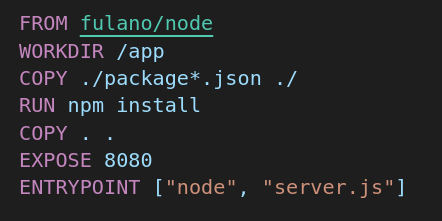 FROM fulano/node
WORKDIR /app
COPY ./package*.json ./
RUN npm install
COPY . .
EXPOSE 8080
ENTRYPOINT ["node", "server.js"]